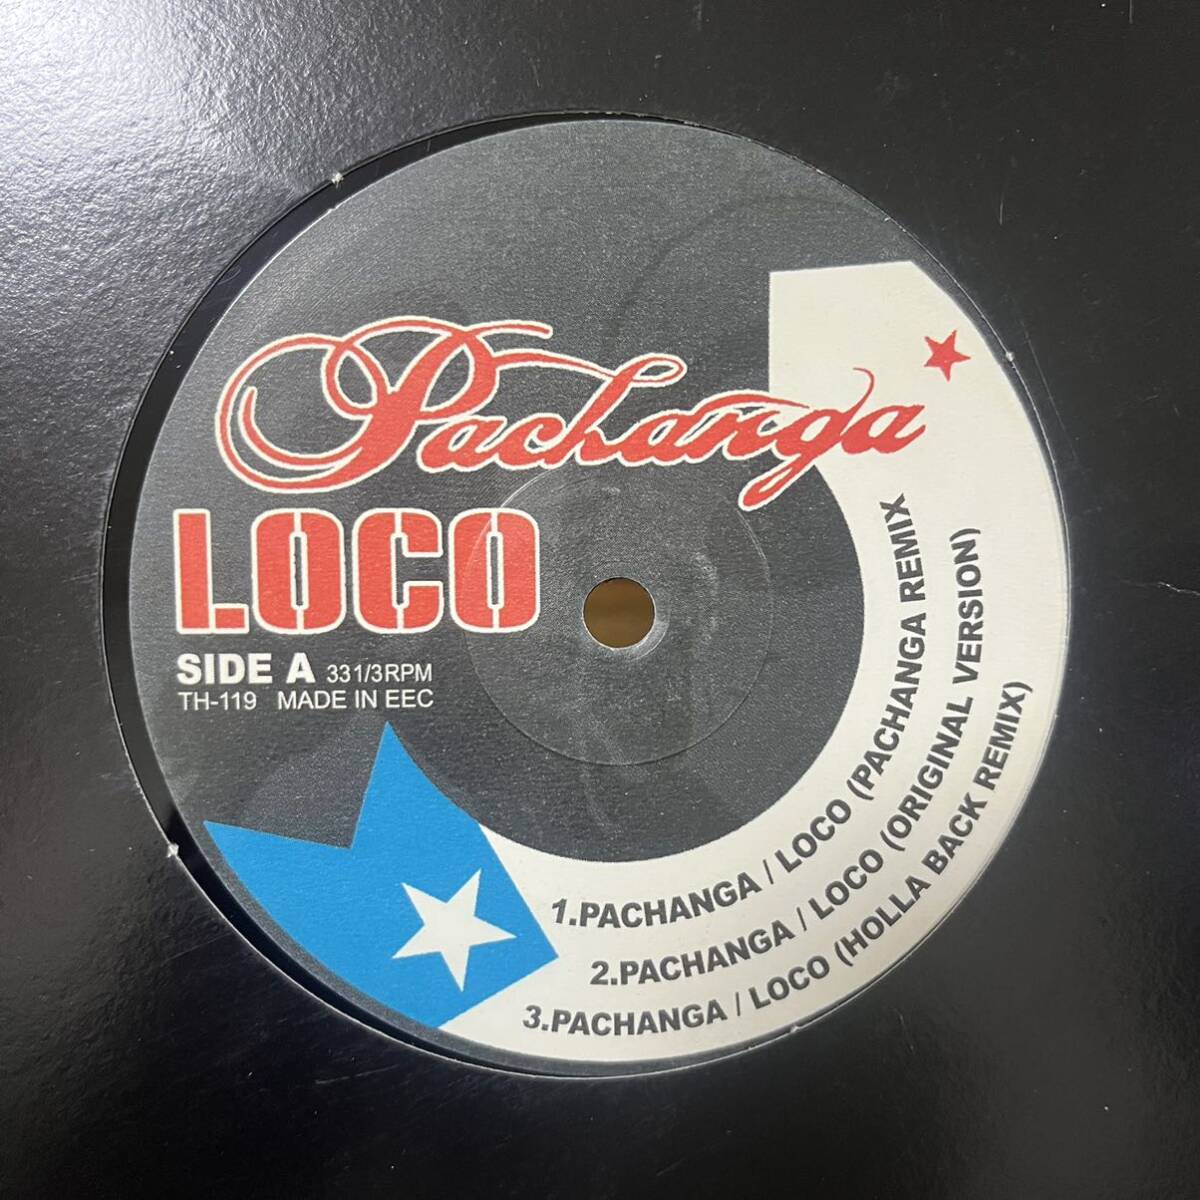 Pachanga
LOCO
SIDE A 331/3RPM
TH-119 MADE IN EEC
1.PACHANGA / LOCO (PACHANGA REMIX
2.PACHANGA / LOCO (ORIGINAL VERSION)
3.PACHANGA / LOCO (HOLLA BACK REMIX)